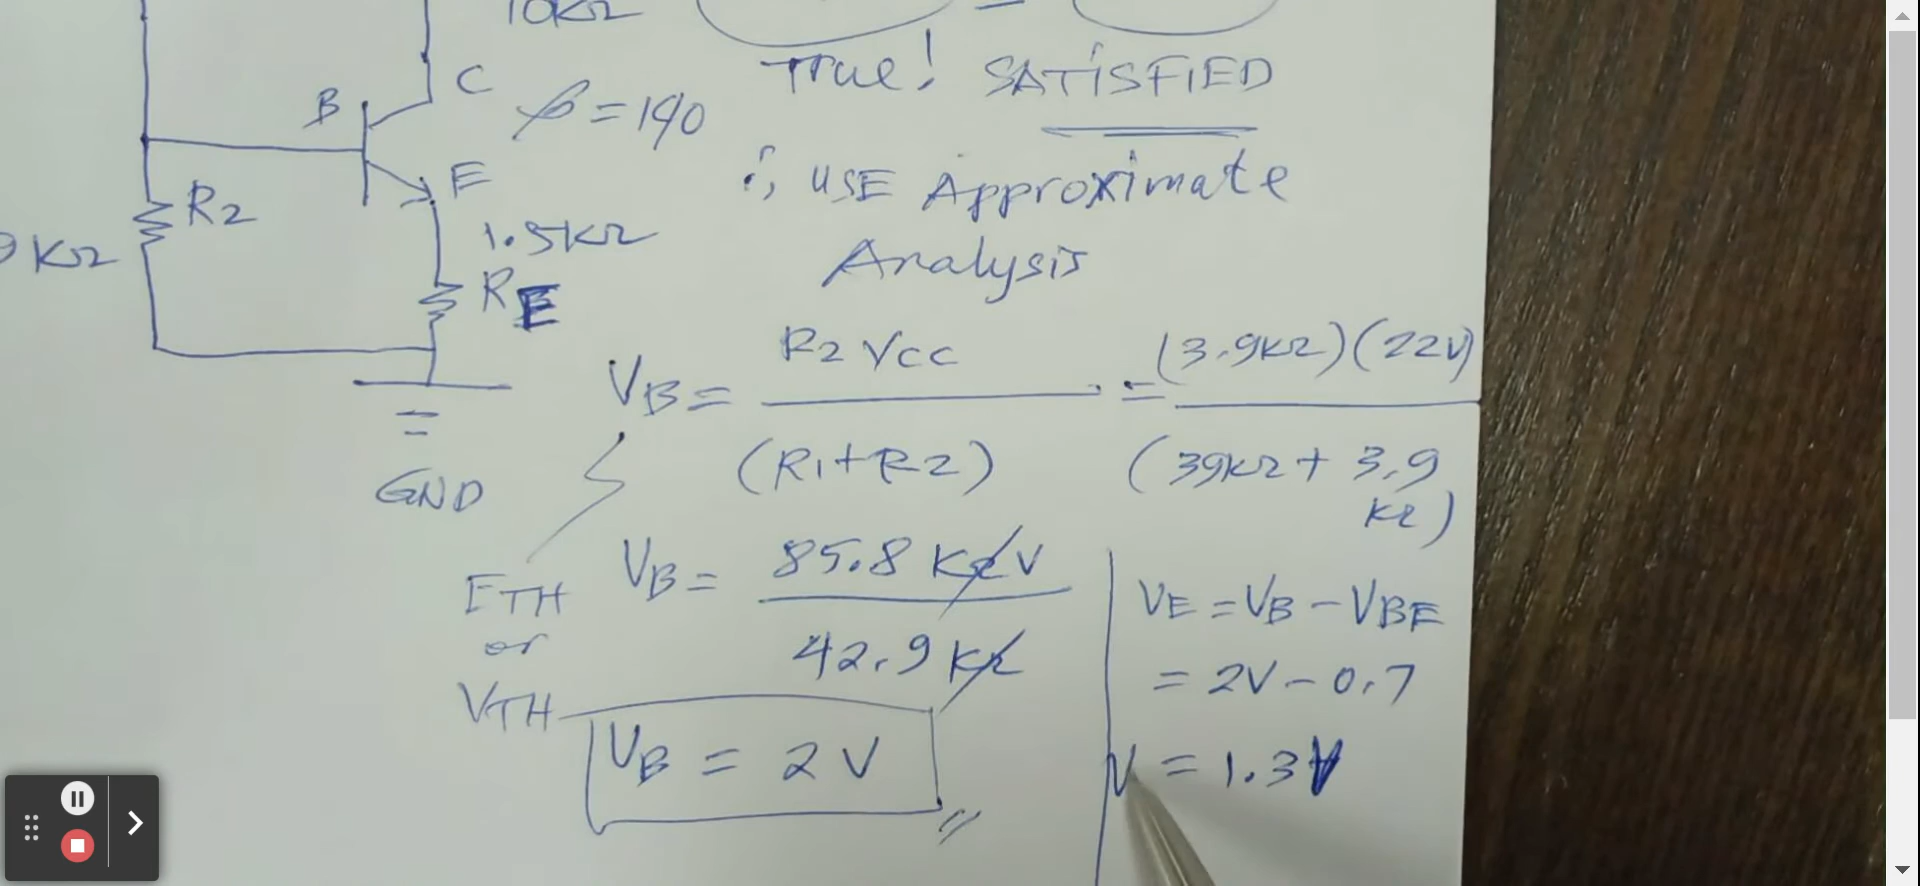 10KΩ
C
B
β = 140
E
R2
1.5KΩ
9 KΩ
RE
GND
True! SATiSFiED
∴, USE Approximate
Analysis
VB = R2 VCC / (R1+R2) = (3.9KΩ)(22V) / (39KΩ + 3.9 KΩ)
ETH
or
VTH
VB = 85.8 KΩV / 42.9 KΩ
VB = 2 V
VE = VB - VBE
= 2V - 0.7
V = 1.3V